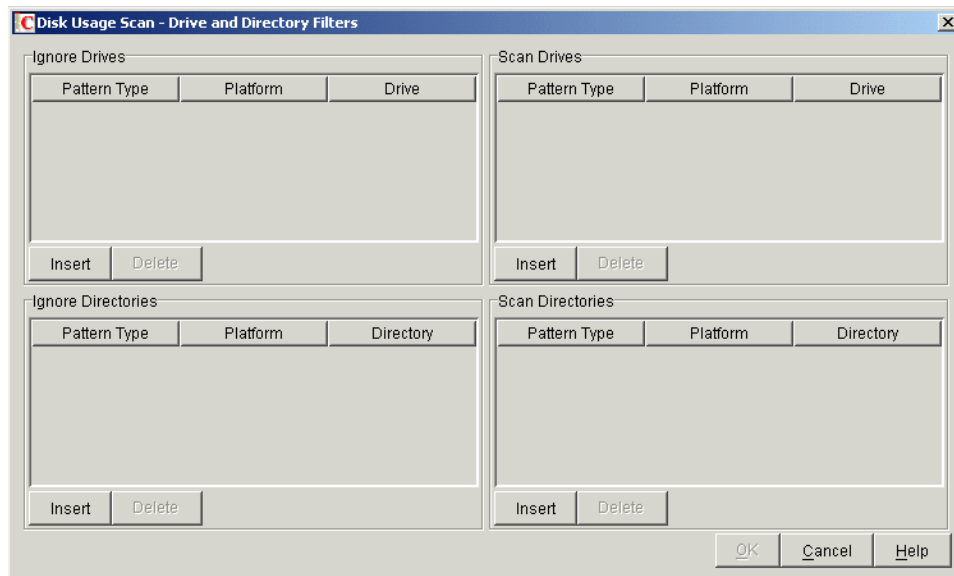 Disk Usage Scan - Drive and Directory Filters
Ignore Drives
Pattern Type Platform Drive
Insert Delete
Scan Drives
Pattern Type Platform Drive
Insert Delete
Ignore Directories
Pattern Type Platform Directory
Insert Delete
Scan Directories
Pattern Type Platform Directory
Insert Delete
OK Cancel Help